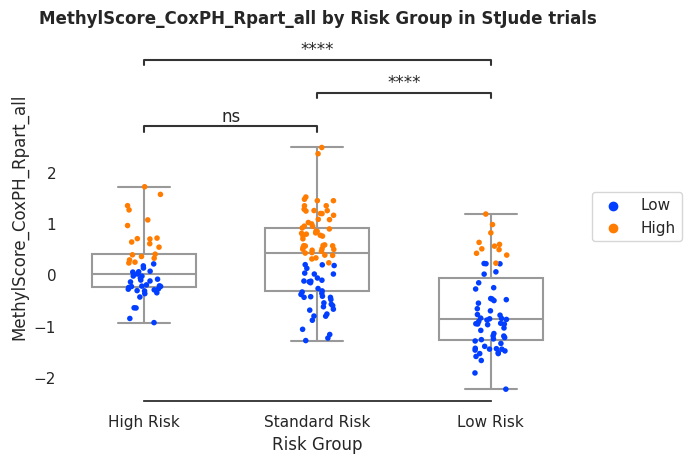 MethylScore_CoxPH_Rpart_all by Risk Group in StJude trials
****
****
ns
MethylScore_CoxPH_Rpart_all
2
1
0
−1
−2
Low
High
High Risk
Standard Risk
Low Risk
Risk Group